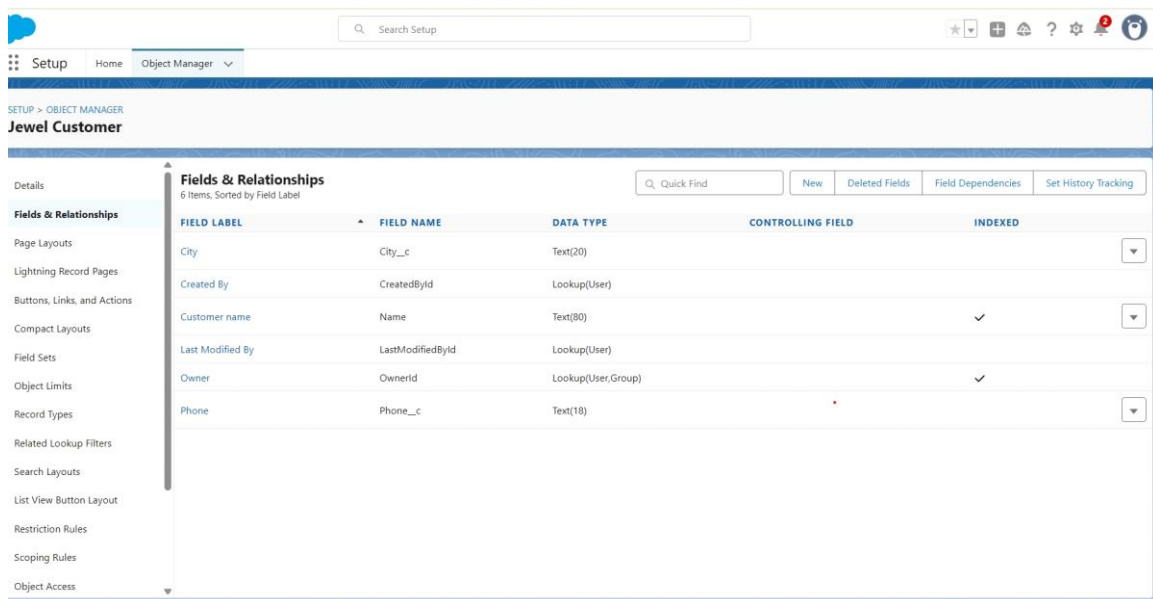 Search Setup
2
Setup Home Object Manager
SETUP > OBJECT MANAGER
Jewel Customer
Details
Fields & Relationships
Page Layouts
Lightning Record Pages
Buttons, Links, and Actions
Compact Layouts
Field Sets
Object Limits
Record Types
Related Lookup Filters
Search Layouts
List View Button Layout
Restriction Rules
Scoping Rules
Object Access
Fields & Relationships
6 Items, Sorted by Field Label
Quick Find New Deleted Fields Field Dependencies Set History Tracking
FIELD LABEL FIELD NAME DATA TYPE CONTROLLING FIELD INDEXED
City City__c Text(20)
Created By CreatedById Lookup(User)
Customer name Name Text(80)
Last Modified By LastModifiedById Lookup(User)
Owner OwnerId Lookup(User,Group)
Phone Phone__c Text(18)